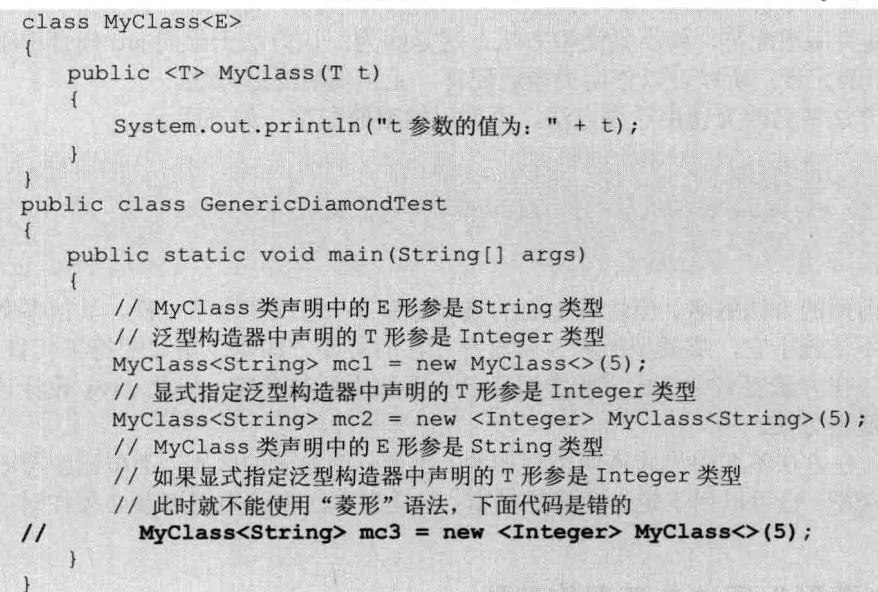 class MyClass<E>
{
    public <T> MyClass(T t)
    {
        System.out.println("t 参数的值为：" + t);
    }
}
public class GenericDiamondTest
{
    public static void main(String[] args)
    {
        // MyClass 类声明中的 E 形参是 String 类型
        // 泛型构造器中声明的 T 形参是 Integer 类型
        MyClass<String> mc1 = new MyClass<>(5);
        // 显式指定泛型构造器中声明的 T 形参是 Integer 类型
        MyClass<String> mc2 = new <Integer> MyClass<String>(5);
        // MyClass 类声明中的 E 形参是 String 类型
        // 如果显式指定泛型构造器中声明的 T 形参是 Integer 类型
        // 此时就不能使用“菱形”语法，下面代码是错的
//      MyClass<String> mc3 = new <Integer> MyClass<>(5);
    }
}